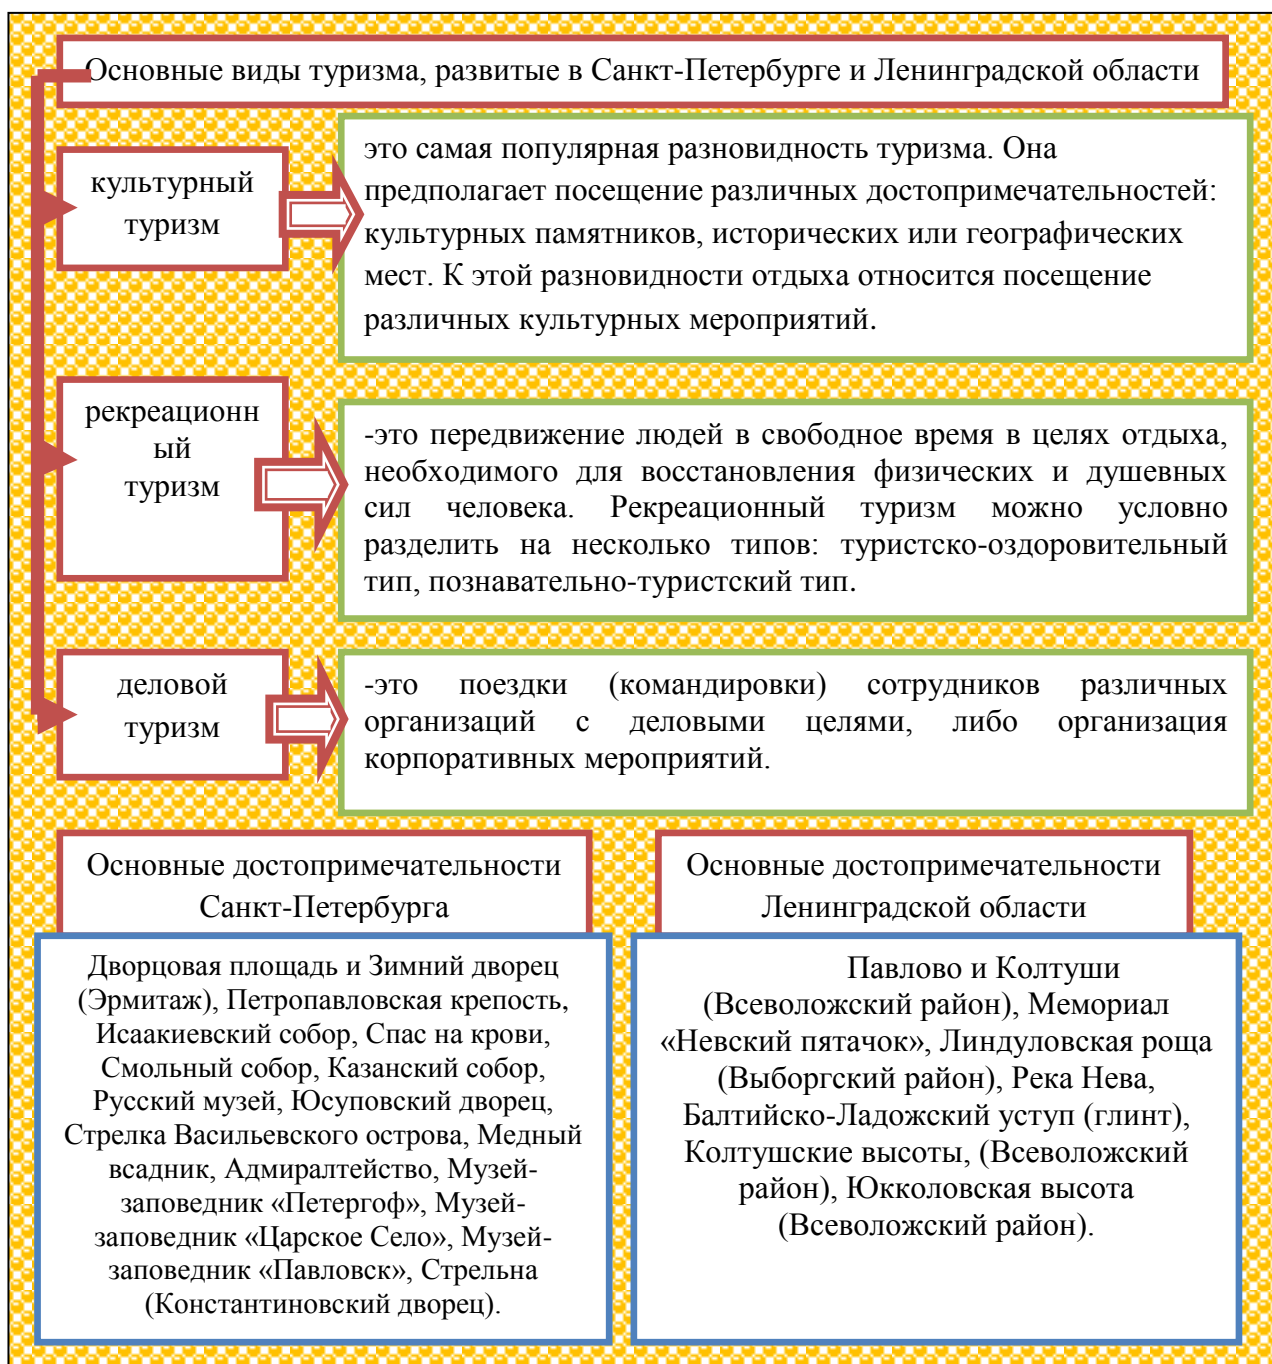 Основные виды туризма, развитые в Санкт-Петербурге и Ленинградской области
культурный
туризм
это самая популярная разновидность туризма. Она
предполагает посещение различных достопримечательностей:
культурных памятников, исторических или географических
мест. К этой разновидности отдыха относится посещение
различных культурных мероприятий.
рекреационн
ый
туризм
-это передвижение людей в свободное время в целях отдыха,
необходимого для восстановления физических и душевных
сил человека. Рекреационный туризм можно условно
разделить на несколько типов: туристско-оздоровительный
тип, познавательно-туристский тип.
деловой
туризм
-это поездки (командировки) сотрудников различных
организаций с деловыми целями, либо организация
корпоративных мероприятий.
Основные достопримечательности
Санкт-Петербурга
Дворцовая площадь и Зимний дворец
(Эрмитаж), Петропавловская крепость,
Исаакиевский собор, Спас на крови,
Смольный собор, Казанский собор,
Русский музей, Юсуповский дворец,
Стрелка Васильевского острова, Медный
всадник, Адмиралтейство, Музей-
заповедник «Петергоф», Музей-
заповедник «Царское Село», Музей-
заповедник «Павловск», Стрельна
(Константиновский дворец).
Основные достопримечательности
Ленинградской области
Павлово и Колтуши
(Всеволожский район), Мемориал
«Невский пятачок», Линдуловская роща
(Выборгский район), Река Нева,
Балтийско-Ладожский уступ (глинт),
Колтушские высоты, (Всеволожский
район), Юкколовская высота
(Всеволожский район).